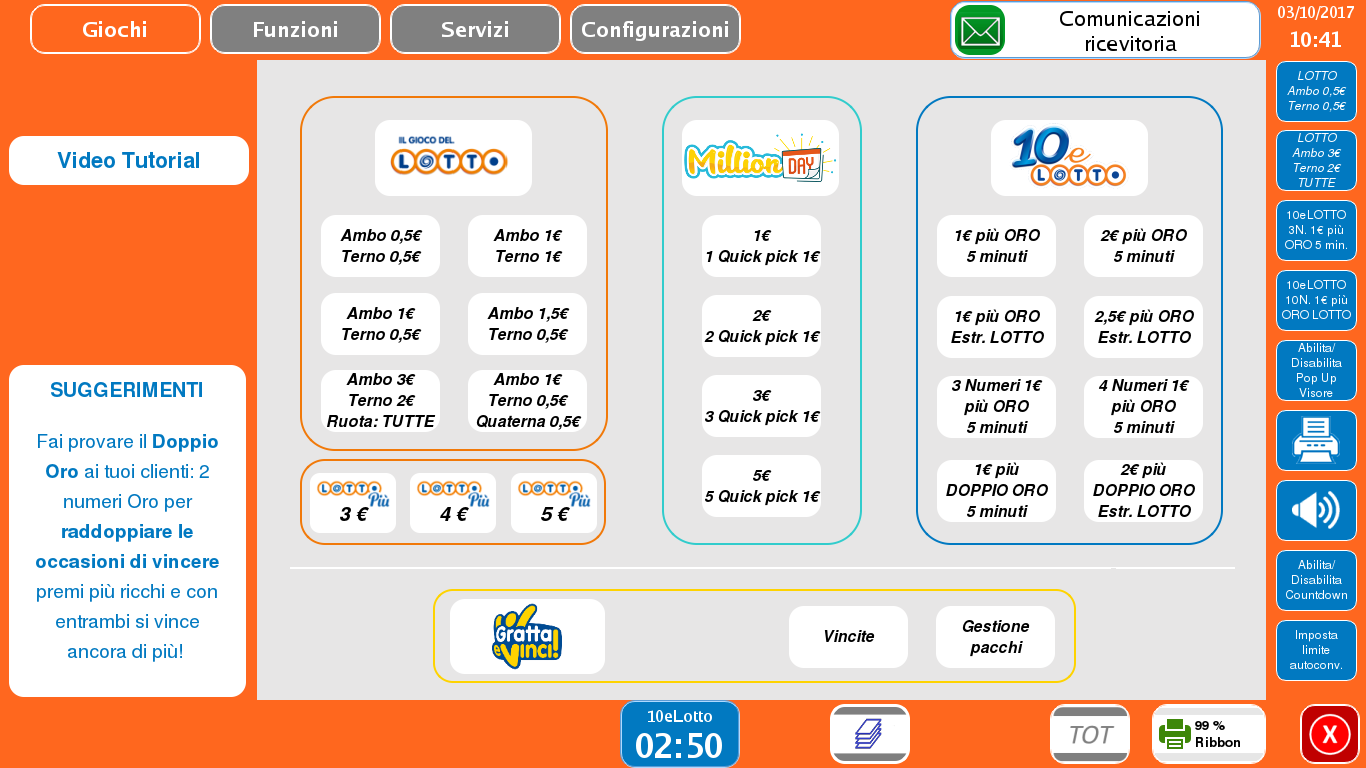 Giochi
Funzioni
Servizi
Configurazioni
Comunicazioni
ricevitoria
03/10/2017
10:41
Video Tutorial
SUGGERIMENTI
Fai provare il Doppio
Oro ai tuoi clienti: 2
numeri Oro per
raddoppiare le
occasioni di vincere
premi più ricchi e con
entrambi si vince
ancora di più!
IL GIOCO DEL
LOTTO
Ambo 0,5€
Terno 0,5€
Ambo 1€
Terno 1€
Ambo 1€
Terno 0,5€
Ambo 1,5€
Terno 0,5€
Ambo 3€
Terno 2€
Ruota: TUTTE
Ambo 1€
Terno 0,5€
Quaterna 0,5€
LOTTO
Più
3 €
LOTTO
Più
4 €
LOTTO
Più
5 €
Million
DAY
1€
1 Quick pick 1€
2€
2 Quick pick 1€
3€
3 Quick pick 1€
5€
5 Quick pick 1€
10e
LOTTO
1€ più ORO
5 minuti
2€ più ORO
5 minuti
1€ più ORO
Estr. LOTTO
2,5€ più ORO
Estr. LOTTO
3 Numeri 1€
più ORO
5 minuti
4 Numeri 1€
più ORO
5 minuti
1€ più
DOPPIO ORO
5 minuti
2€ più
DOPPIO ORO
Estr. LOTTO
Gratta
e Vinci!
Vincite
Gestione
pacchi
LOTTO
Ambo 0,5€
Terno 0,5€
LOTTO
Ambo 3€
Terno 2€
TUTTE
10eLOTTO
3N. 1€ più
ORO 5 min.
10eLOTTO
10N. 1€ più
ORO LOTTO
Abilita/
Disabilita
Pop Up
Visore
Abilita/
Disabilita
Countdown
Imposta
limite
autoconv.
10eLotto
02:50
TOT
99 %
Ribbon
X